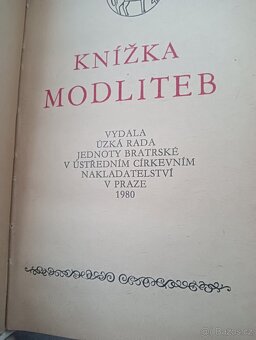 KNÍŽKA
MODLITEB
VYDALA
ÚZKÁ RADA
JEDNOTY BRATRSKÉ
V ÚSTŘEDNÍM CÍRKEVNÍM
NAKLADATELSTVÍ
V PRAZE
1980